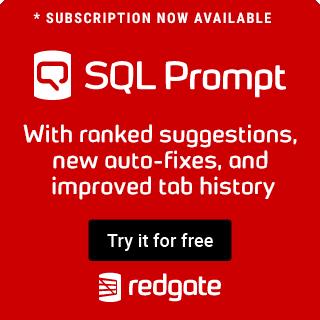 * SUBSCRIPTION NOW AVAILABLE
SQL Prompt
With ranked suggestions,
new auto-fixes, and
improved tab history
Try it for free
redgate